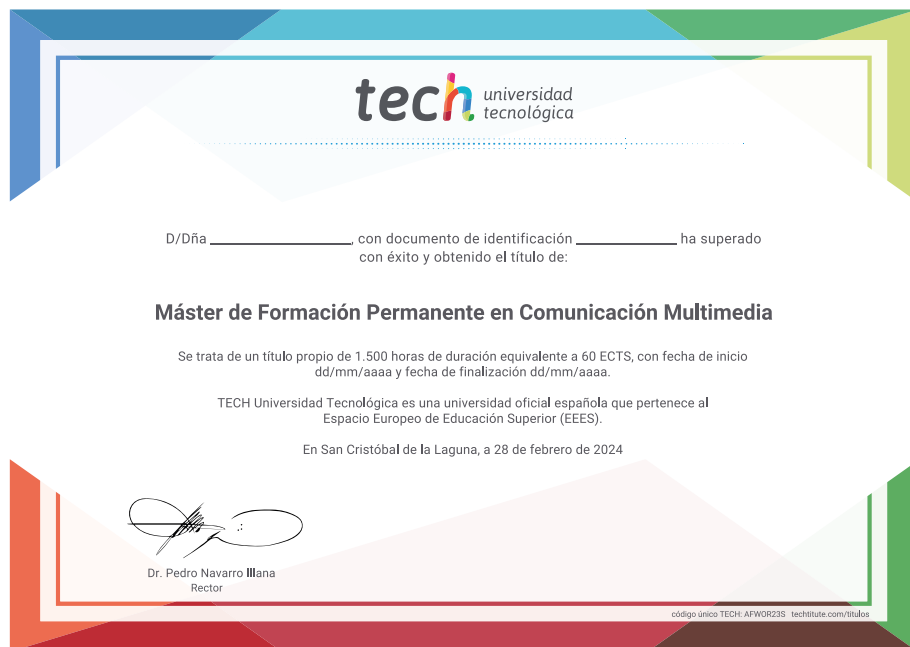 tech universidad
tecnológica
D/Dña ______________, con documento de identificación __________ ha superado
con éxito y obtenido el título de:
Máster de Formación Permanente en Comunicación Multimedia
Se trata de un título propio de 1.500 horas de duración equivalente a 60 ECTS, con fecha de inicio
dd/mm/aaaa y fecha de finalización dd/mm/aaaa.
TECH Universidad Tecnológica es una universidad oficial española que pertenece al
Espacio Europeo de Educación Superior (EEES).
En San Cristóbal de la Laguna, a 28 de febrero de 2024
Dr. Pedro Navarro Illana
Rector
código único TECH: AFWOR23S techtitute.com/titulos